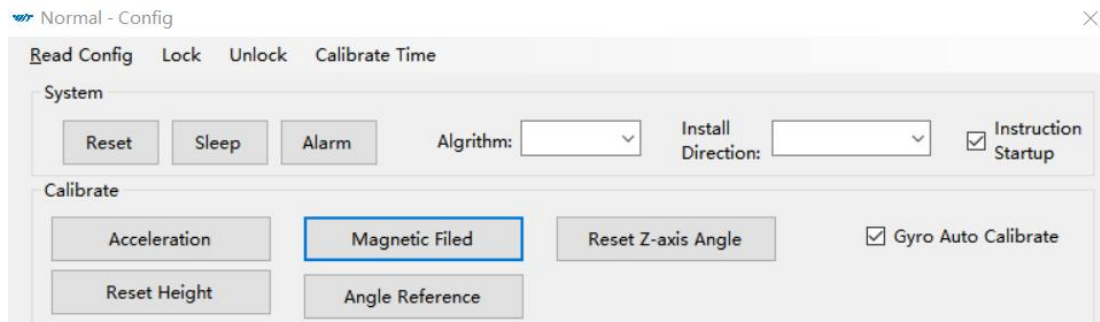 WIT Normal - Config
Read Config Lock Unlock Calibrate Time
System
Reset Sleep Alarm Algrithm: Install Direction: Instruction Startup
Calibrate
Acceleration Magnetic Filed Reset Z-axis Angle Gyro Auto Calibrate
Reset Height Angle Reference